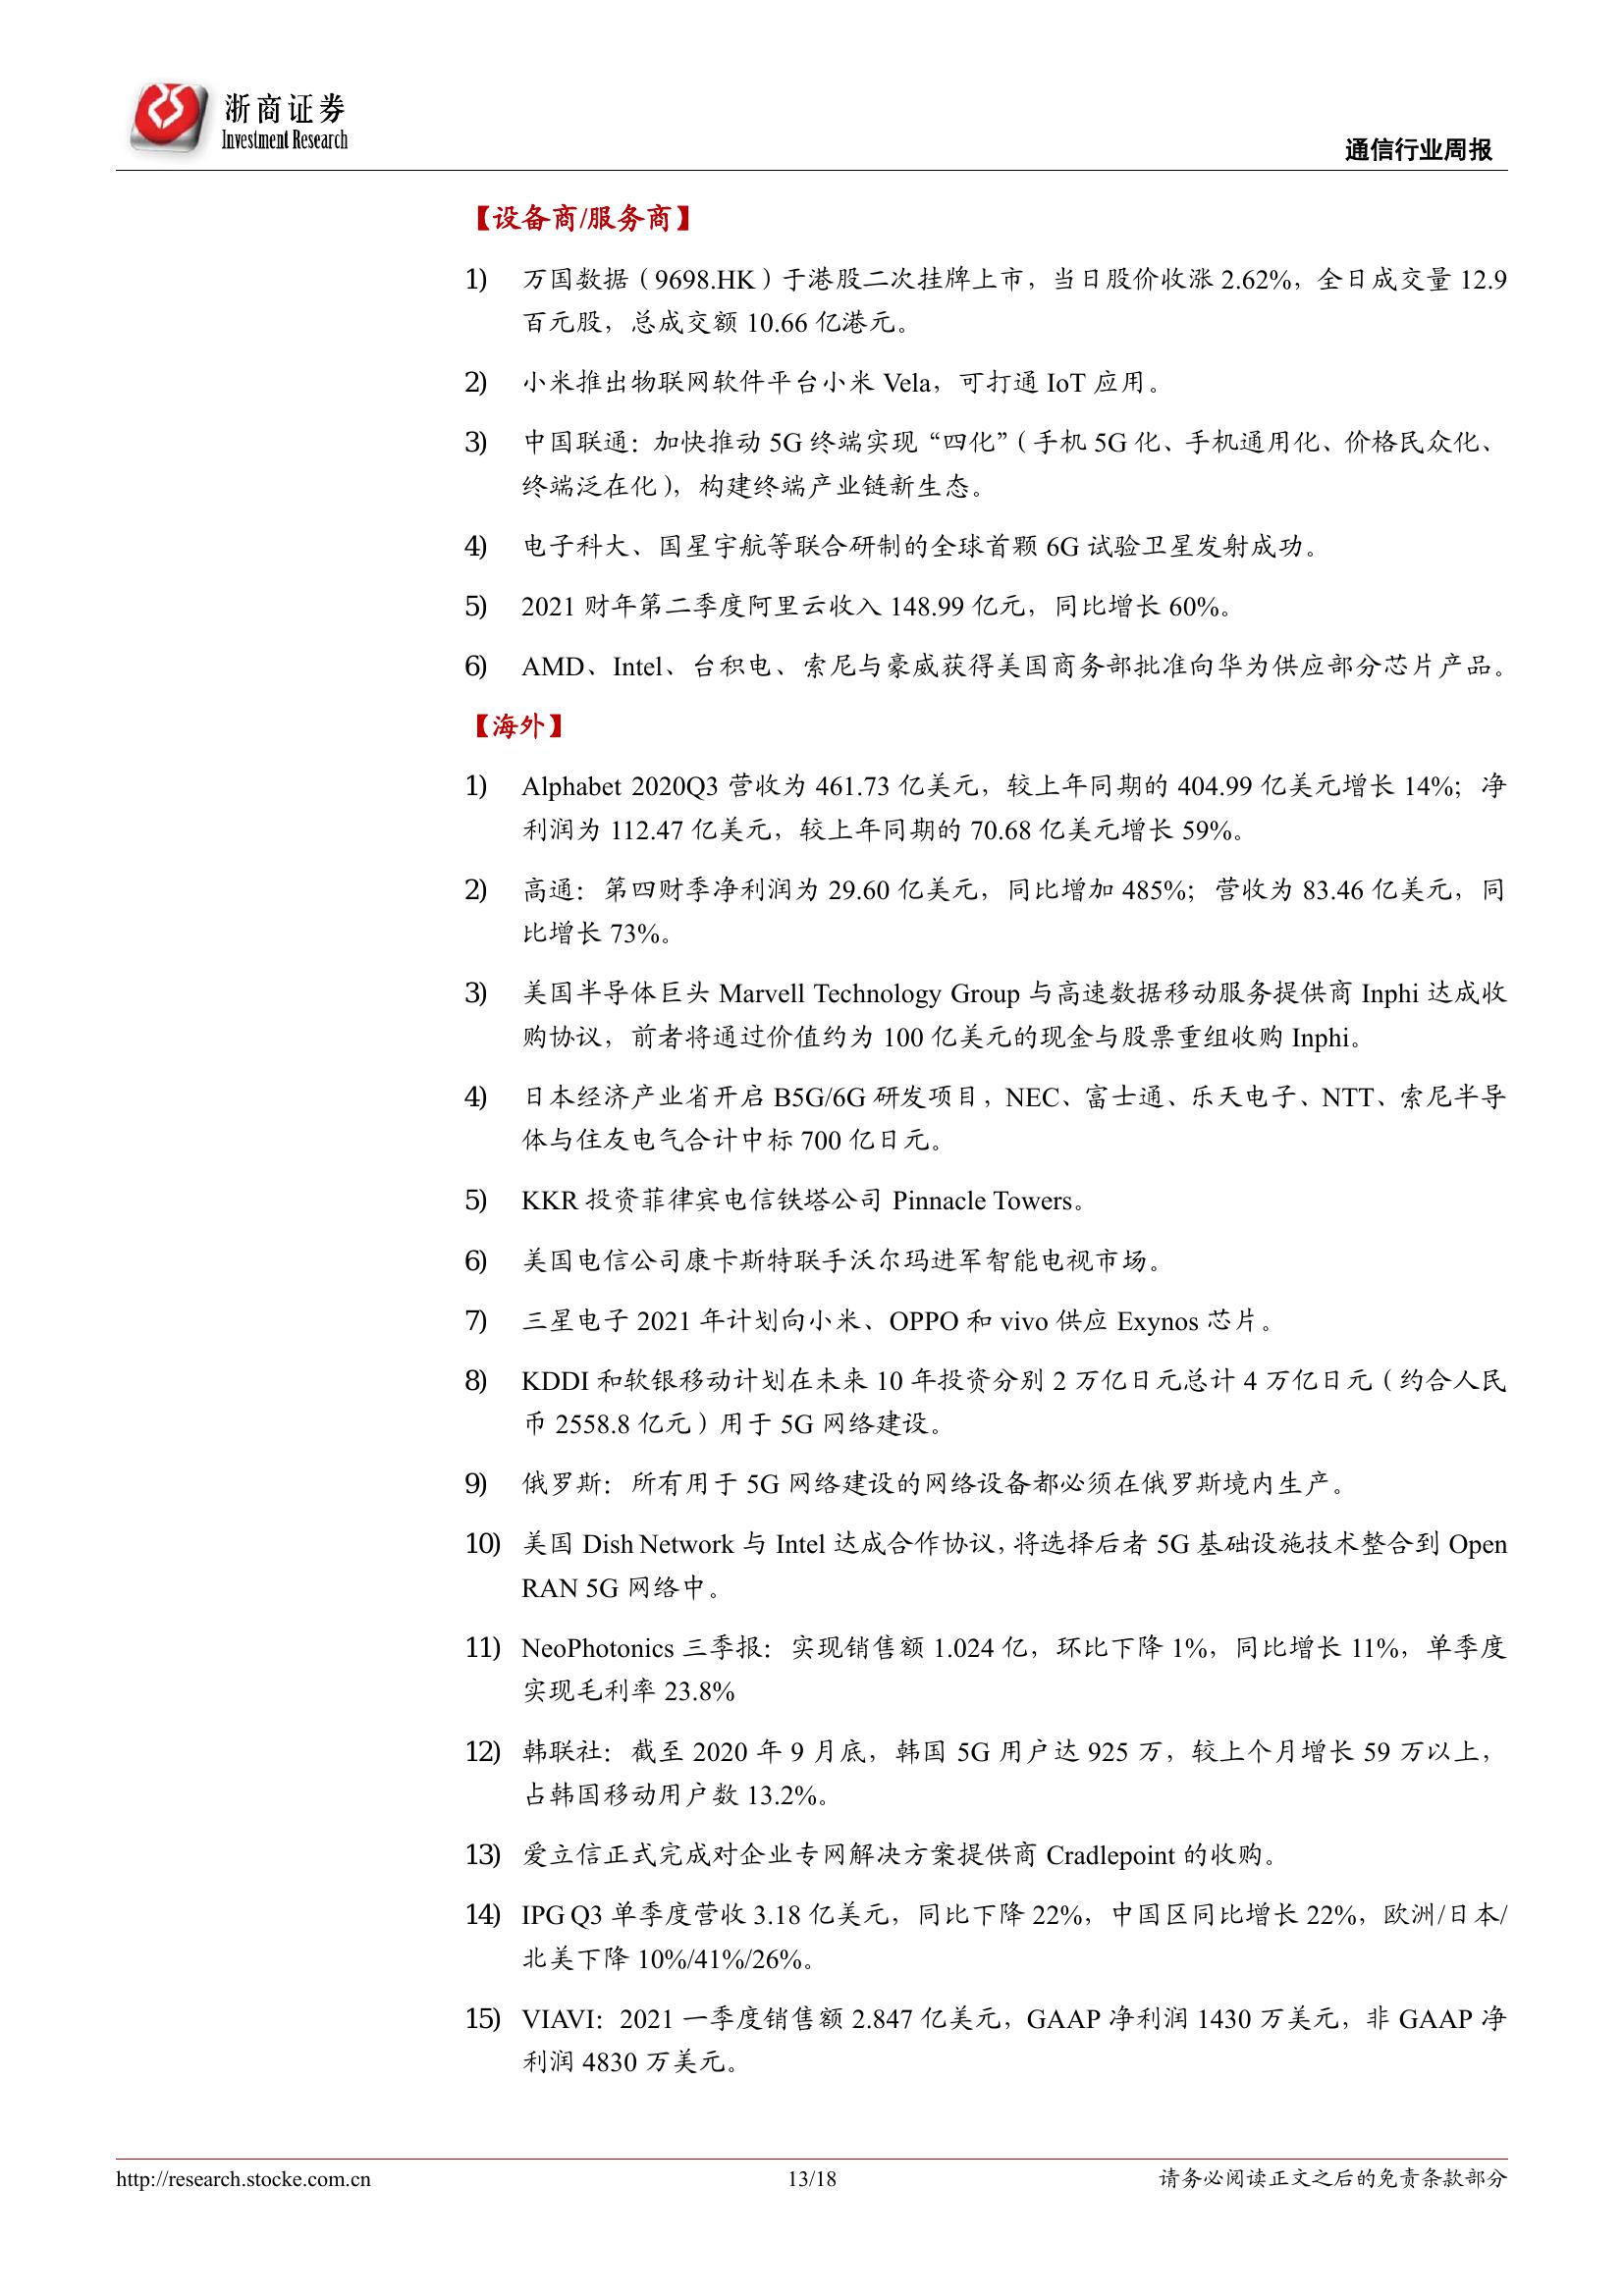 浙商证券
Investment Research
通信行业周报
【设备商/服务商】
1) 万国数据（9698.HK）于港股二次挂牌上市，当日股价收涨 2.62%，全日成交量 12.9
百元股，总成交额 10.66 亿港元。
2) 小米推出物联网软件平台小米 Vela，可打通 IoT 应用。
3) 中国联通：加快推动 5G 终端实现“四化”（手机 5G 化、手机通用化、价格民众化、
终端泛在化），构建终端产业链新生态。
4) 电子科大、国星宇航等联合研制的全球首颗 6G 试验卫星发射成功。
5) 2021 财年第二季度阿里云收入 148.99 亿元，同比增长 60%。
6) AMD、Intel、台积电、索尼与豪威获得美国商务部批准向华为供应部分芯片产品。
【海外】
1) Alphabet 2020Q3 营收为 461.73 亿美元，较上年同期的 404.99 亿美元增长 14%；净
利润为 112.47 亿美元，较上年同期的 70.68 亿美元增长 59%。
2) 高通：第四财季净利润为 29.60 亿美元，同比增加 485%；营收为 83.46 亿美元，同
比增长 73%。
3) 美国半导体巨头 Marvell Technology Group 与高速数据移动服务提供商 Inphi 达成收
购协议，前者将通过价值约为 100 亿美元的现金与股票重组收购 Inphi。
4) 日本经济产业省开启 B5G/6G 研发项目，NEC、富士通、乐天电子、NTT、索尼半导
体与住友电气合计中标 700 亿日元。
5) KKR 投资菲律宾电信铁塔公司 Pinnacle Towers。
6) 美国电信公司康卡斯特联手沃尔玛进军智能电视市场。
7) 三星电子 2021 年计划向小米、OPPO 和 vivo 供应 Exynos 芯片。
8) KDDI 和软银移动计划在未来 10 年投资分别 2 万亿日元总计 4 万亿日元（约合人民
币 2558.8 亿元）用于 5G 网络建设。
9) 俄罗斯：所有用于 5G 网络建设的网络设备都必须在俄罗斯境内生产。
10) 美国 Dish Network 与 Intel 达成合作协议，将选择后者 5G 基础设施技术整合到 Open
RAN 5G 网络中。
11) NeoPhotonics 三季报：实现销售额 1.024 亿，环比下降 1%，同比增长 11%，单季度
实现毛利率 23.8%
12) 韩联社：截至 2020 年 9 月底，韩国 5G 用户达 925 万，较上个月增长 59 万以上，
占韩国移动用户数 13.2%。
13) 爱立信正式完成对企业专网解决方案提供商 Cradlepoint 的收购。
14) IPG Q3 单季度营收 3.18 亿美元，同比下降 22%，中国区同比增长 22%，欧洲/日本/
北美下降 10%/41%/26%。
15) VIAVI：2021 一季度销售额 2.847 亿美元，GAAP 净利润 1430 万美元，非 GAAP 净
利润 4830 万美元。
http://research.stocke.com.cn
13/18
请务必阅读正文之后的免责条款部分